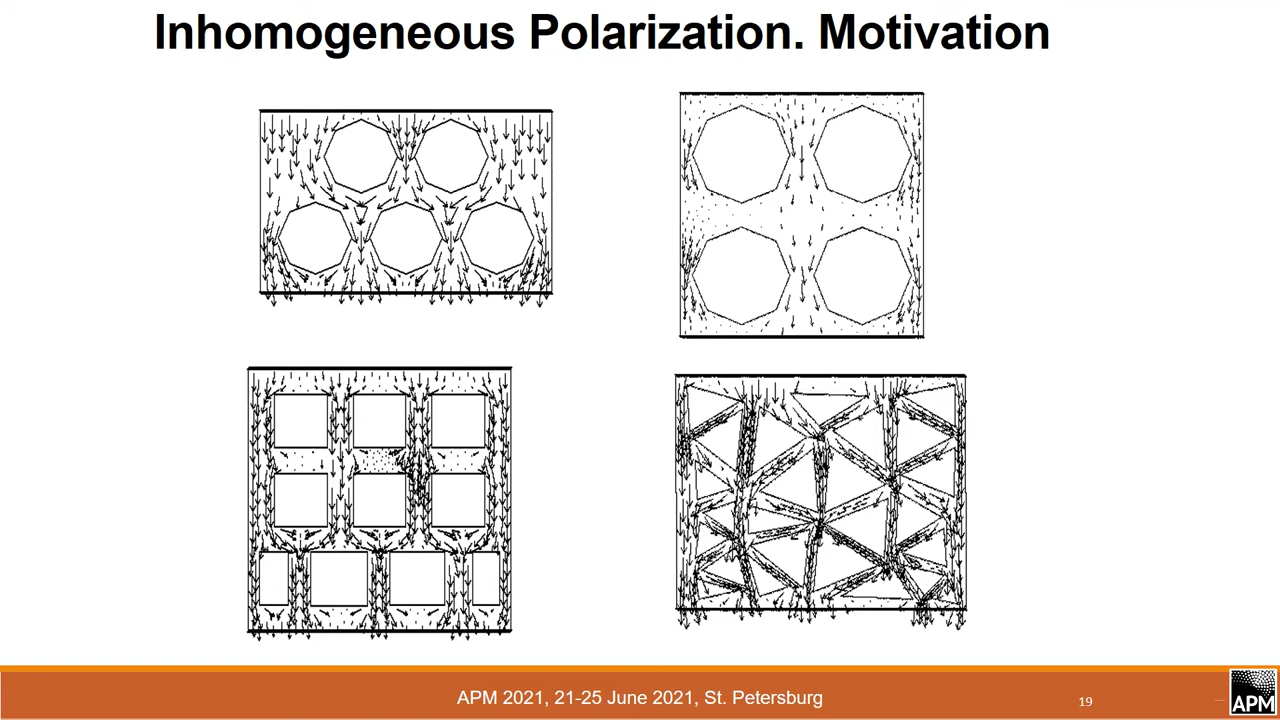 Inhomogeneous Polarization. Motivation
APM 2021, 21-25 June 2021, St. Petersburg
19
APM